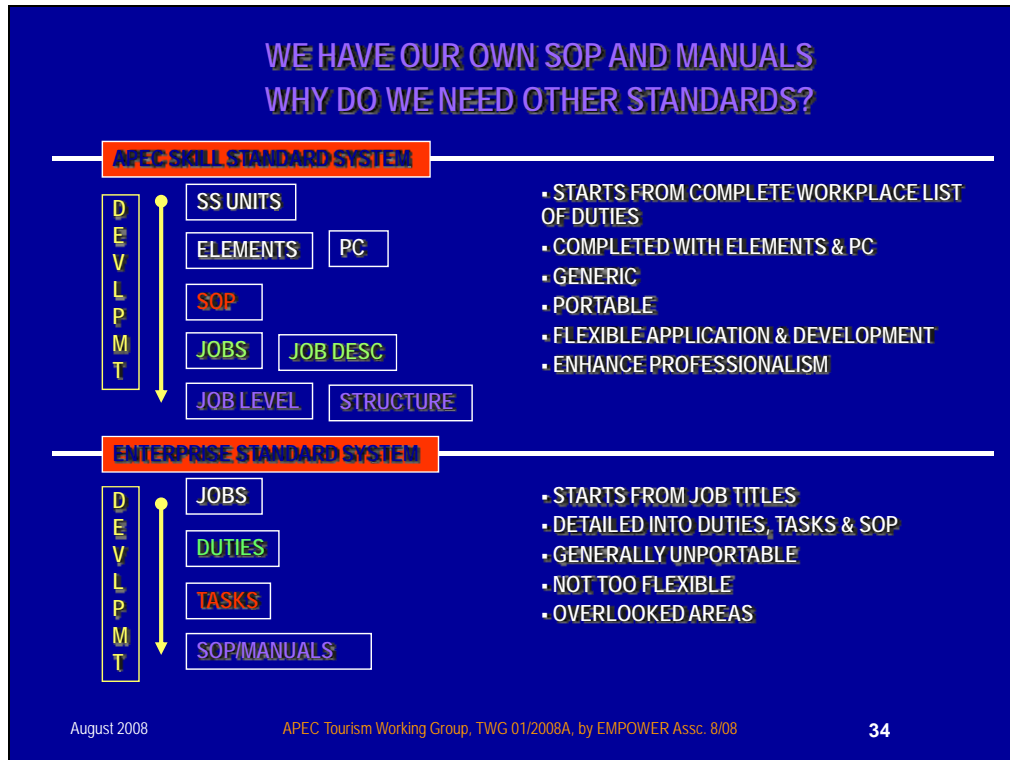 WE HAVE OUR OWN SOP AND MANUALS
WHY DO WE NEED OTHER STANDARDS?
APEC SKILL STANDARD SYSTEM
DEVLPMT
SS UNITS
ELEMENTS PC
SOP
JOBS JOB DESC
JOB LEVEL STRUCTURE
▪ STARTS FROM COMPLETE WORKPLACE LIST
OF DUTIES
▪ COMPLETED WITH ELEMENTS & PC
▪ GENERIC
▪ PORTABLE
▪ FLEXIBLE APPLICATION & DEVELOPMENT
▪ ENHANCE PROFESSIONALISM
ENTERPRISE STANDARD SYSTEM
DEVLPMT
JOBS
DUTIES
TASKS
SOP/MANUALS
▪ STARTS FROM JOB TITLES
▪ DETAILED INTO DUTIES, TASKS & SOP
▪ GENERALLY UNPORTABLE
▪ NOT TOO FLEXIBLE
▪ OVERLOOKED AREAS
August 2008 APEC Tourism Working Group, TWG 01/2008A, by EMPOWER Assc. 8/08 34